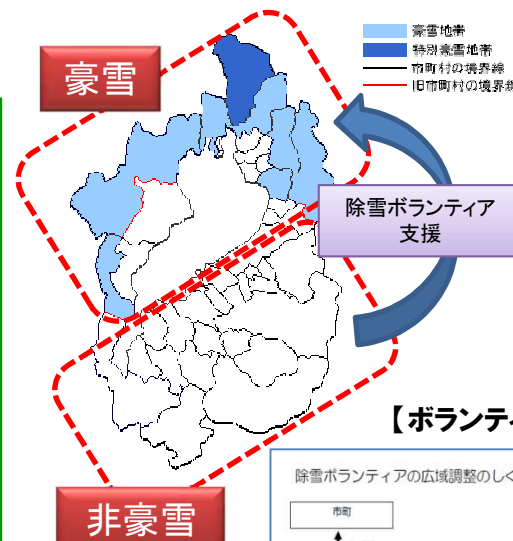 豪雪
豪雪地帯
特別豪雪地帯
市町村の境界線
旧市町村の境界線
除雪ボランティア
支援
【ボランティ
除雪ボランティアの広域調整のしく
市町
非豪雪